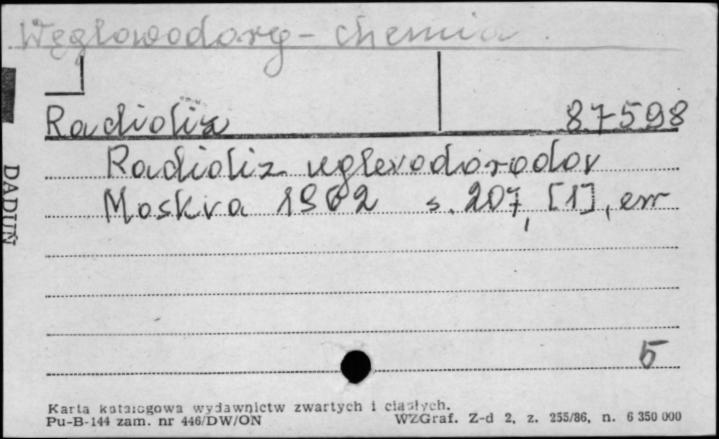 Węglowodory - chemia
Radioliz 87598
Radioliz uglevodorodov
Moskva 1962 s. 207, [1], err
DADUŃ
5
Karta katalogowa wydawnictw zwartych i ciągłych.
Pu-B-144 zam. nr 446/DW/ON WZGraf. Z-d 2, z. 255/86, n. 6 350 000